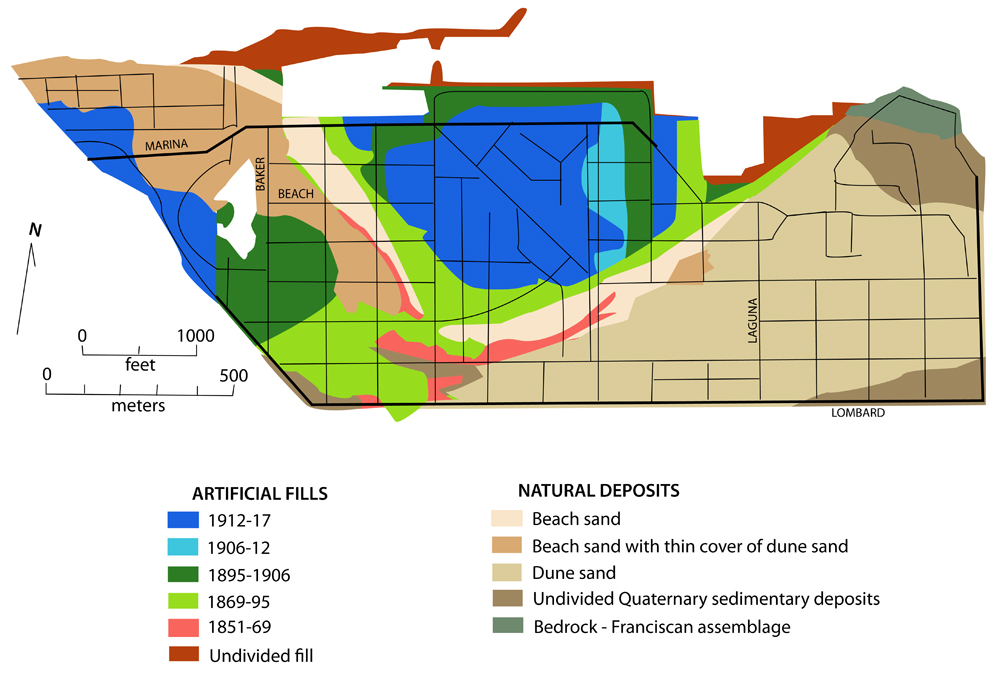 MARINA
BAKER
BEACH
N
0 1000
feet
0 500
meters
LAGUNA
LOMBARD
ARTIFICIAL FILLS
1912-17
1906-12
1895-1906
1869-95
1851-69
Undivided fill
NATURAL DEPOSITS
Beach sand
Beach sand with thin cover of dune sand
Dune sand
Undivided Quaternary sedimentary deposits
Bedrock - Franciscan assemblage